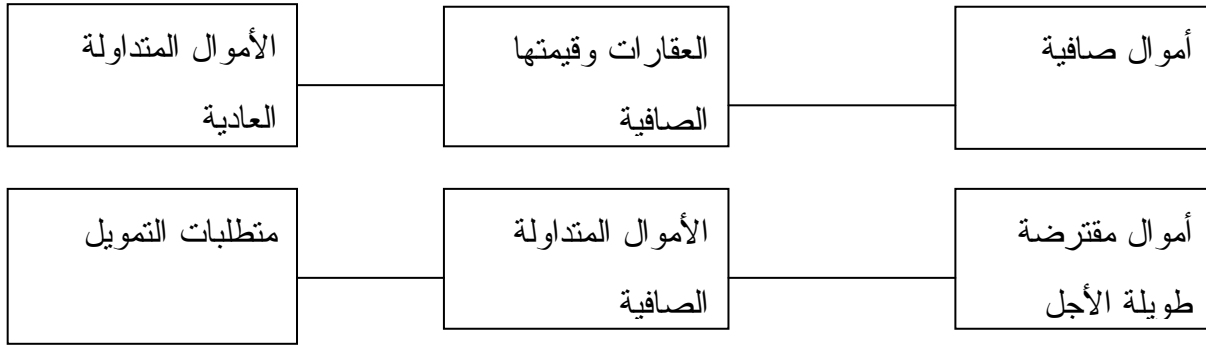 أموال صافية
العقارات وقيمتها
الصافية
الأموال المتداولة
العادية
أموال مقترضة
طويلة الأجل
الأموال المتداولة
الصافية
متطلبات التمويل